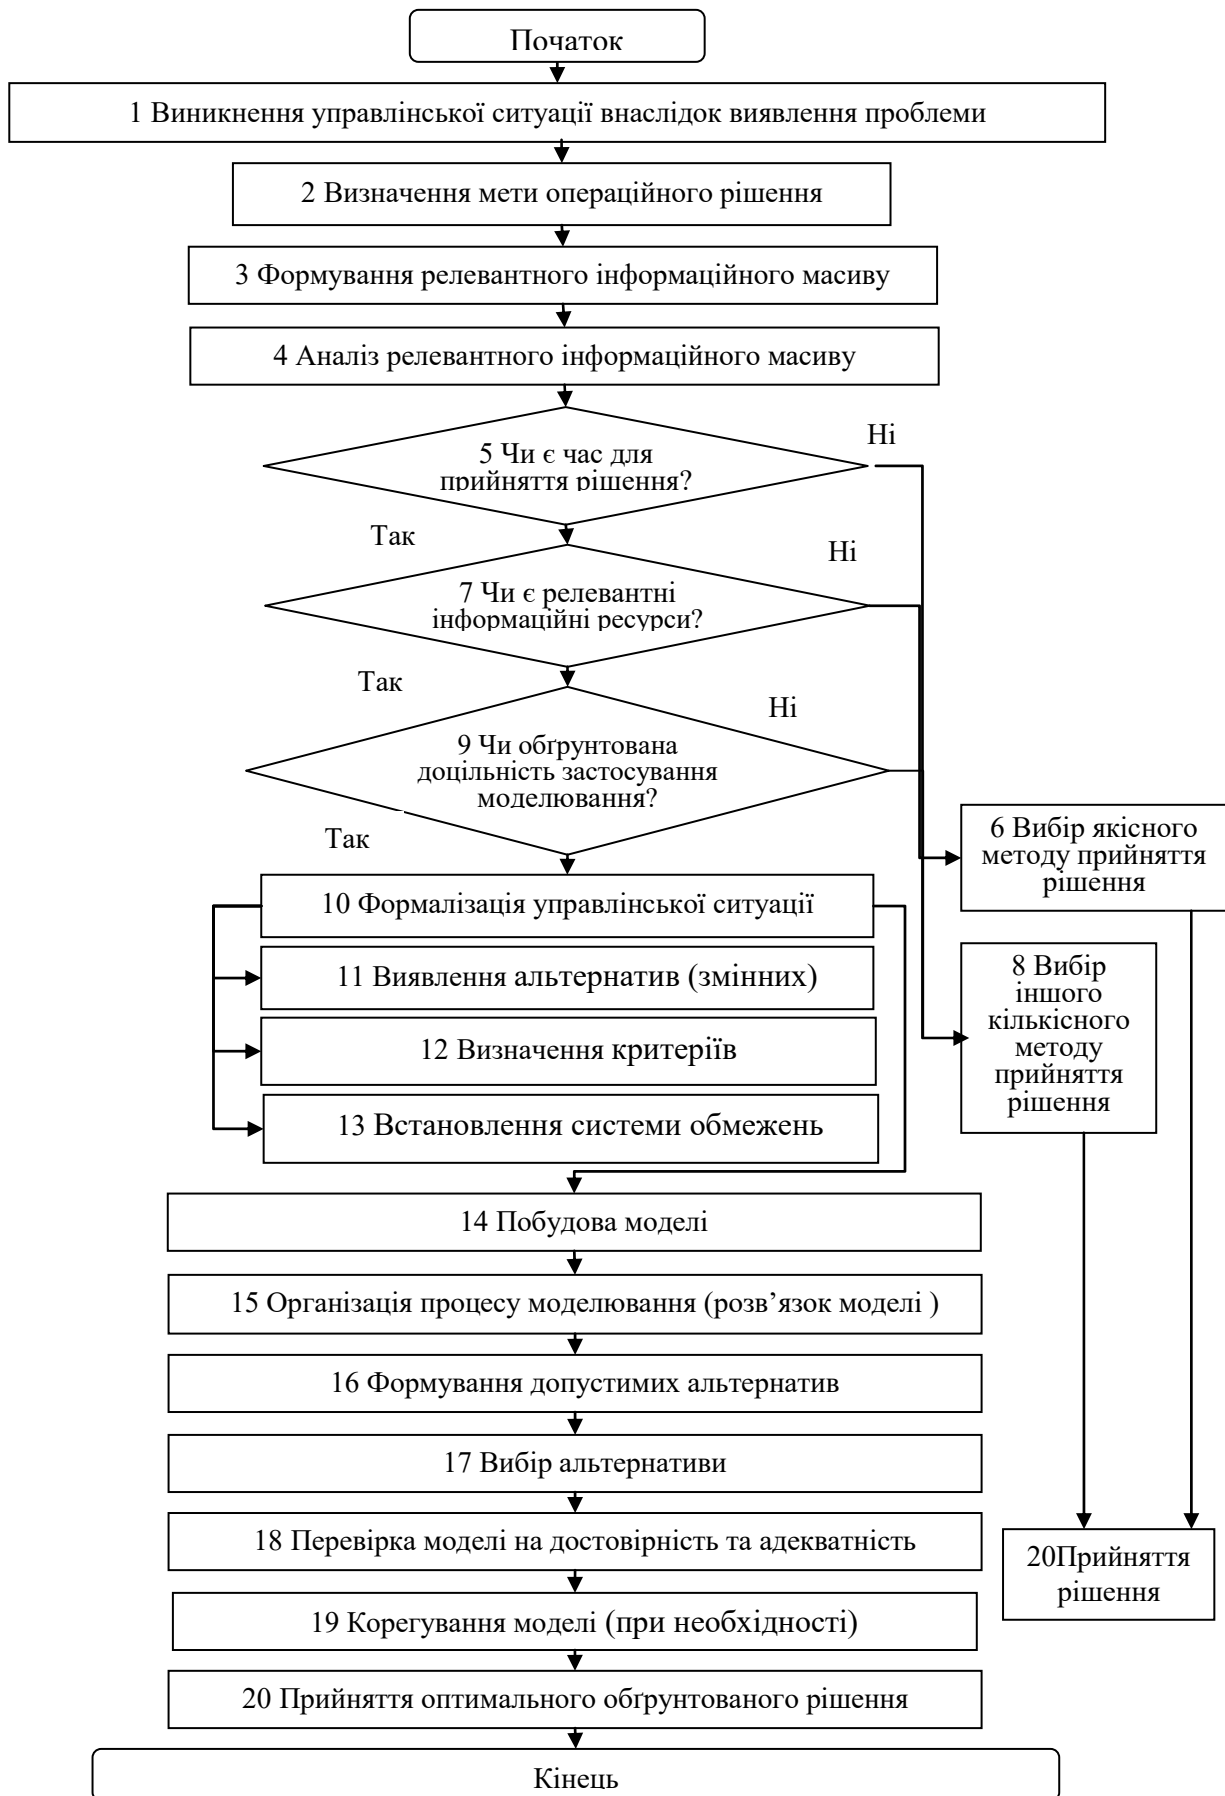 Початок
1 Виникнення управлінської ситуації внаслідок виявлення проблеми
2 Визначення мети операційного рішення
3 Формування релевантного інформаційного масиву
4 Аналіз релевантного інформаційного масиву
5 Чи є час для
прийняття рішення?
Ні
Так
7 Чи є релевантні
інформаційні ресурси?
Ні
Так
9 Чи обґрунтована
доцільність застосування
моделювання?
Ні
Так
6 Вибір якісного
методу прийняття
рішення
10 Формалізація управлінської ситуації
11 Виявлення альтернатив (змінних)
12 Визначення критеріїв
13 Встановлення системи обмежень
8 Вибір
іншого
кількісного
методу
прийняття
рішення
14 Побудова моделі
15 Організація процесу моделювання (розв’язок моделі )
16 Формування допустимих альтернатив
17 Вибір альтернативи
18 Перевірка моделі на достовірність та адекватність
20Прийняття
рішення
19 Корегування моделі (при необхідності)
20 Прийняття оптимального обґрунтованого рішення
Кінець